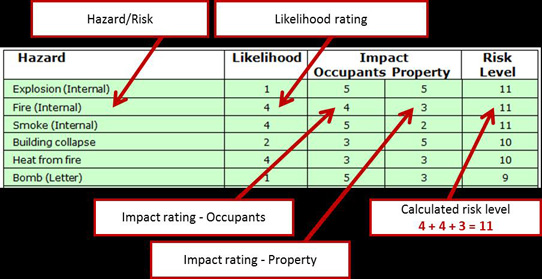 Hazard/Risk
Likelihood rating
Hazard Likelihood Impact Risk
Occupants Property Level
Explosion (Internal) 1 5 5 11
Fire (Internal) 4 4 3 11
Smoke (Internal) 4 5 2 11
Building collapse 2 3 5 10
Heat from fire 4 3 3 10
Bomb (Letter) 1 5 3 9
Impact rating - Occupants
Calculated risk level
4 + 4 + 3 = 11
Impact rating - Property